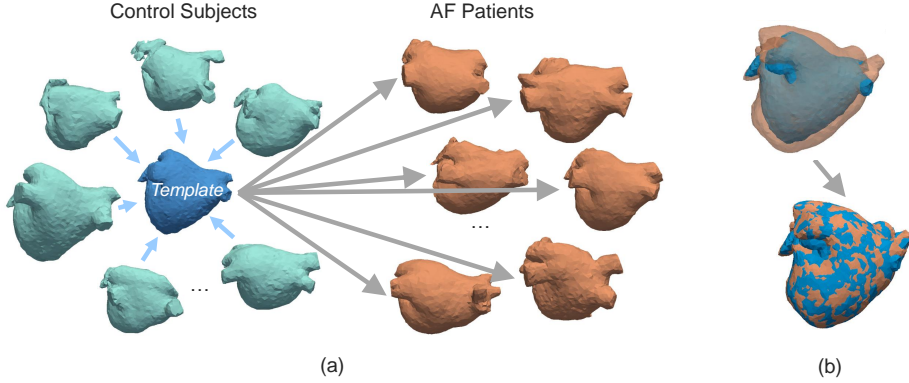 Control Subjects
AF Patients
Template
...
...
(a)
(b)